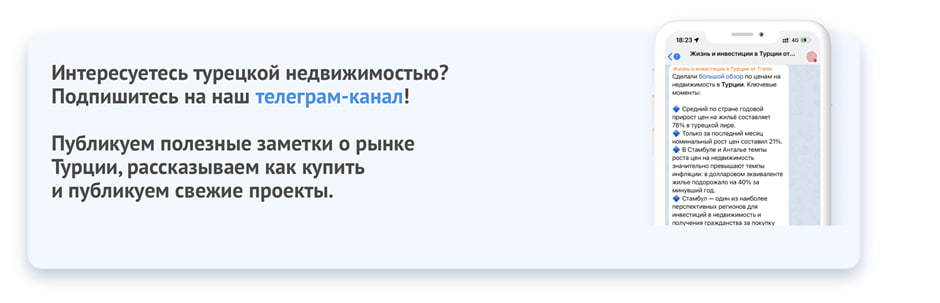 Интересуетесь турецкой недвижимостью?
Подпишитесь на наш телеграм-канал!
Публикуем полезные заметки о рынке
Турции, рассказываем как купить
и публикуем свежие проекты.
18:23
4G
Жизнь и инвестиции в Турции от...
Жизнь и инвестиции в Турции от Tranio
Сделали большой обзор по ценам на
недвижимость в Турции. Ключевые
моменты:
Средний по стране годовой
прирост цен на жильё составляет
78% в турецкой лире.
Только за последний месяц
номинальный рост цен составил 21%.
В Стамбуле и Анталье темпы
роста цен на недвижимость
значительно превышают темпы
инфляции: в долларовом эквиваленте
жилье подорожало на 40% за
минувший год.
Стамбул — один из наиболее
перспективных регионов для
инвестиций в недвижимость и
получения гражданства за покупку